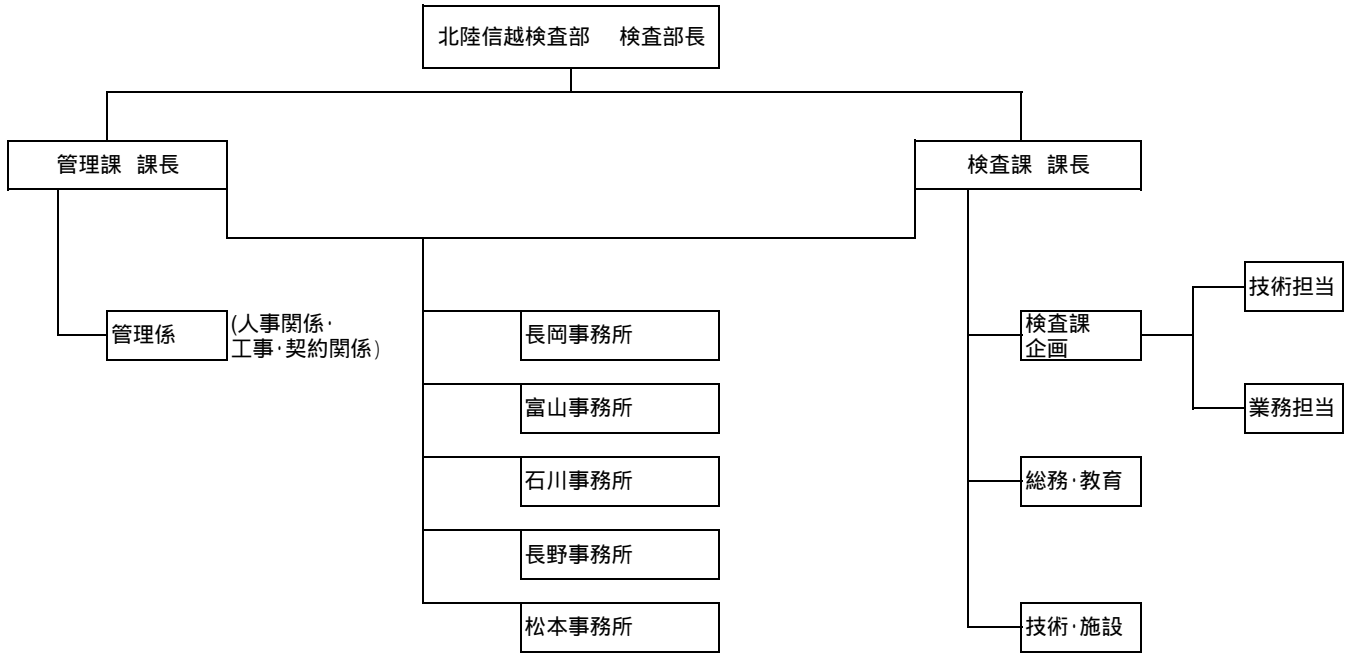 北陸信越検査部　検査部長
管理課 課長
検査課 課長
技術担当
管理係
(人事関係・
工事・契約関係)
長岡事務所
検査課
企画
富山事務所
業務担当
石川事務所
総務・教育
長野事務所
松本事務所
技術・施設